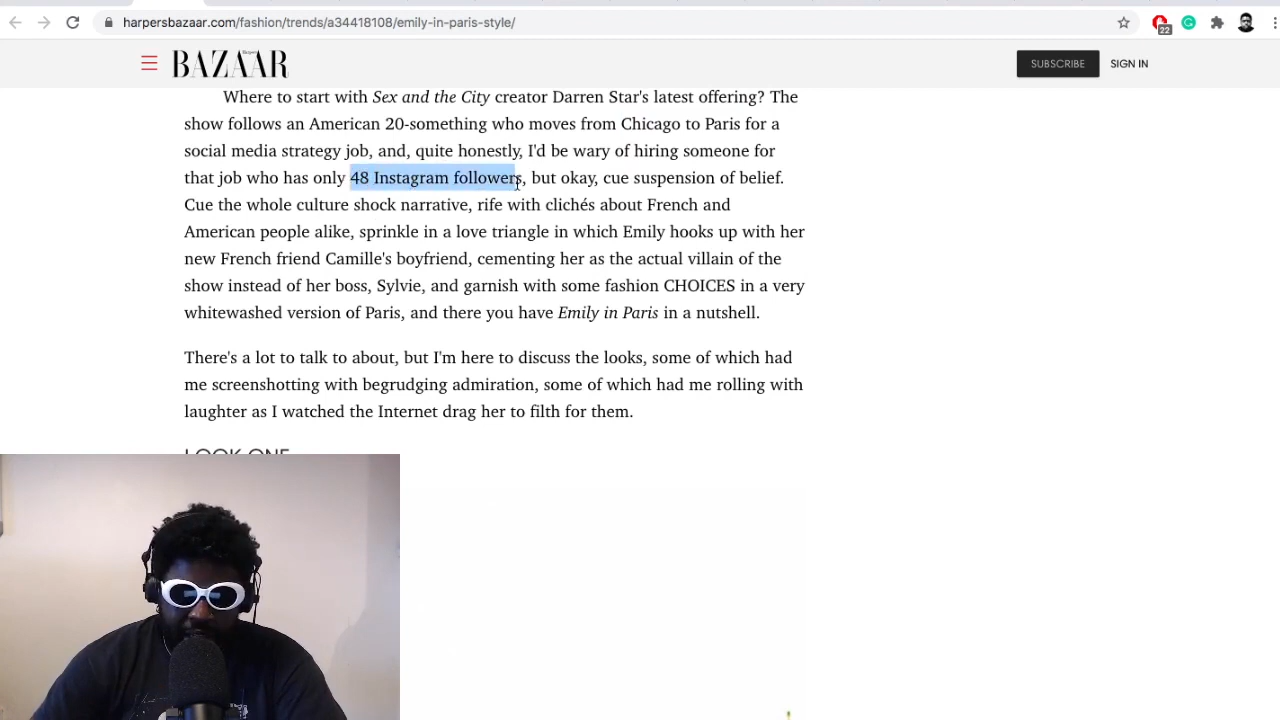 harpersbazaar.com/fashion/trends/a34418108/emily-in-paris-style/
22
Harper's
BAZAAR
SUBSCRIBE
SIGN IN
Where to start with Sex and the City creator Darren Star's latest offering? The
show follows an American 20-something who moves from Chicago to Paris for a
social media strategy job, and, quite honestly, I'd be wary of hiring someone for
that job who has only 48 Instagram followers, but okay, cue suspension of belief.
Cue the whole culture shock narrative, rife with clichés about French and
American people alike, sprinkle in a love triangle in which Emily hooks up with her
new French friend Camille's boyfriend, cementing her as the actual villain of the
show instead of her boss, Sylvie, and garnish with some fashion CHOICES in a very
whitewashed version of Paris, and there you have Emily in Paris in a nutshell.
There's a lot to talk to about, but I'm here to discuss the looks, some of which had
me screenshotting with begrudging admiration, some of which had me rolling with
laughter as I watched the Internet drag her to filth for them.
LOOK ONE